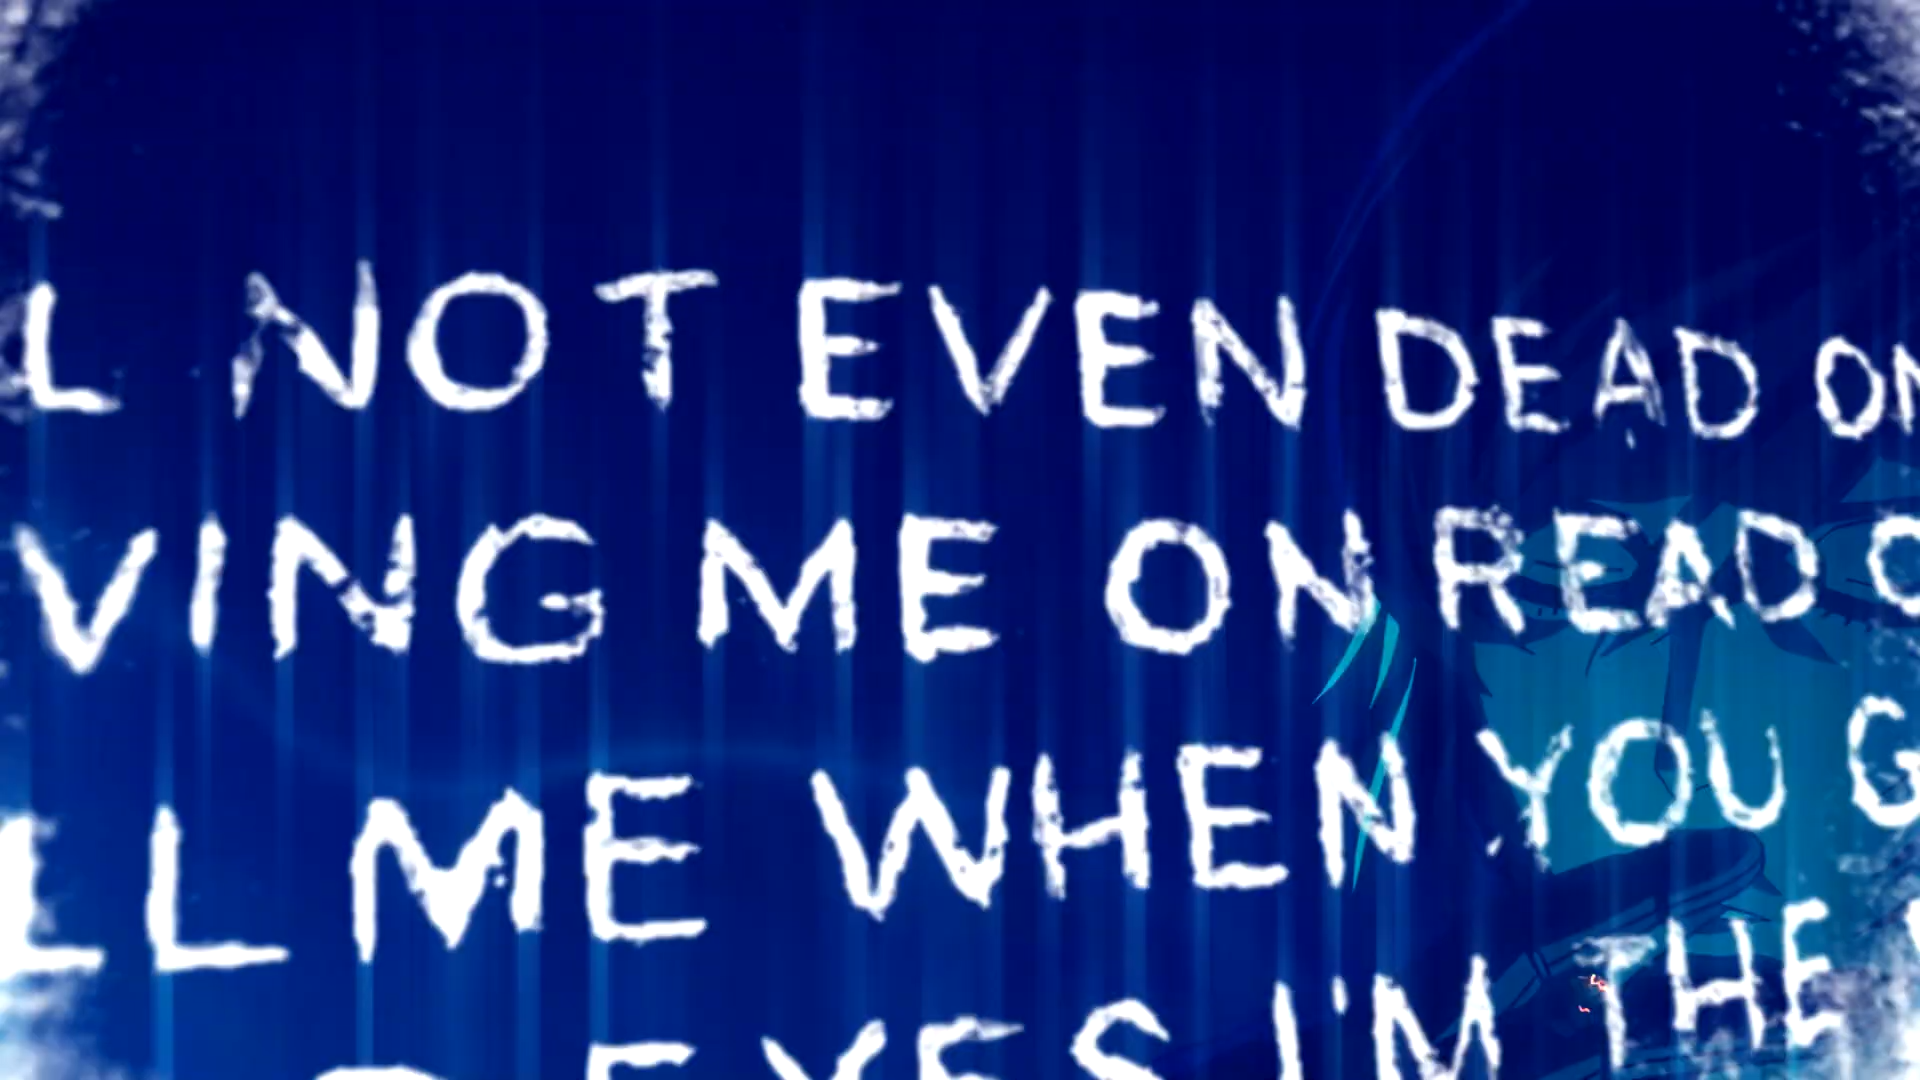 L NOT EVEN DEAD ON
VING ME ON READ O
LL ME WHEN YOU G
EYES I'M THE